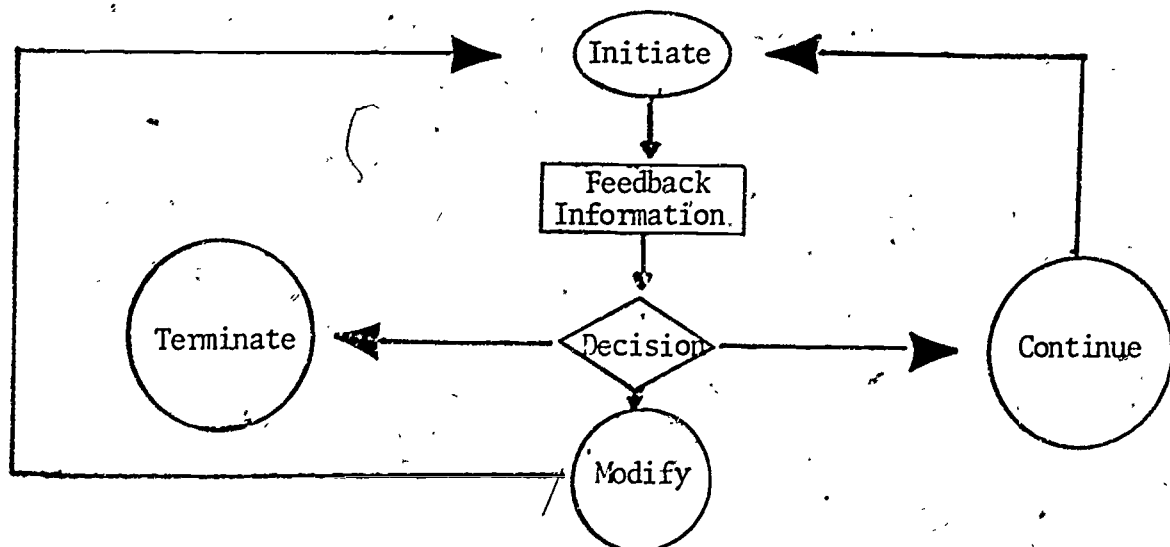 Initiate
Feedback
Information
Terminate
Decision
Continue
Modify